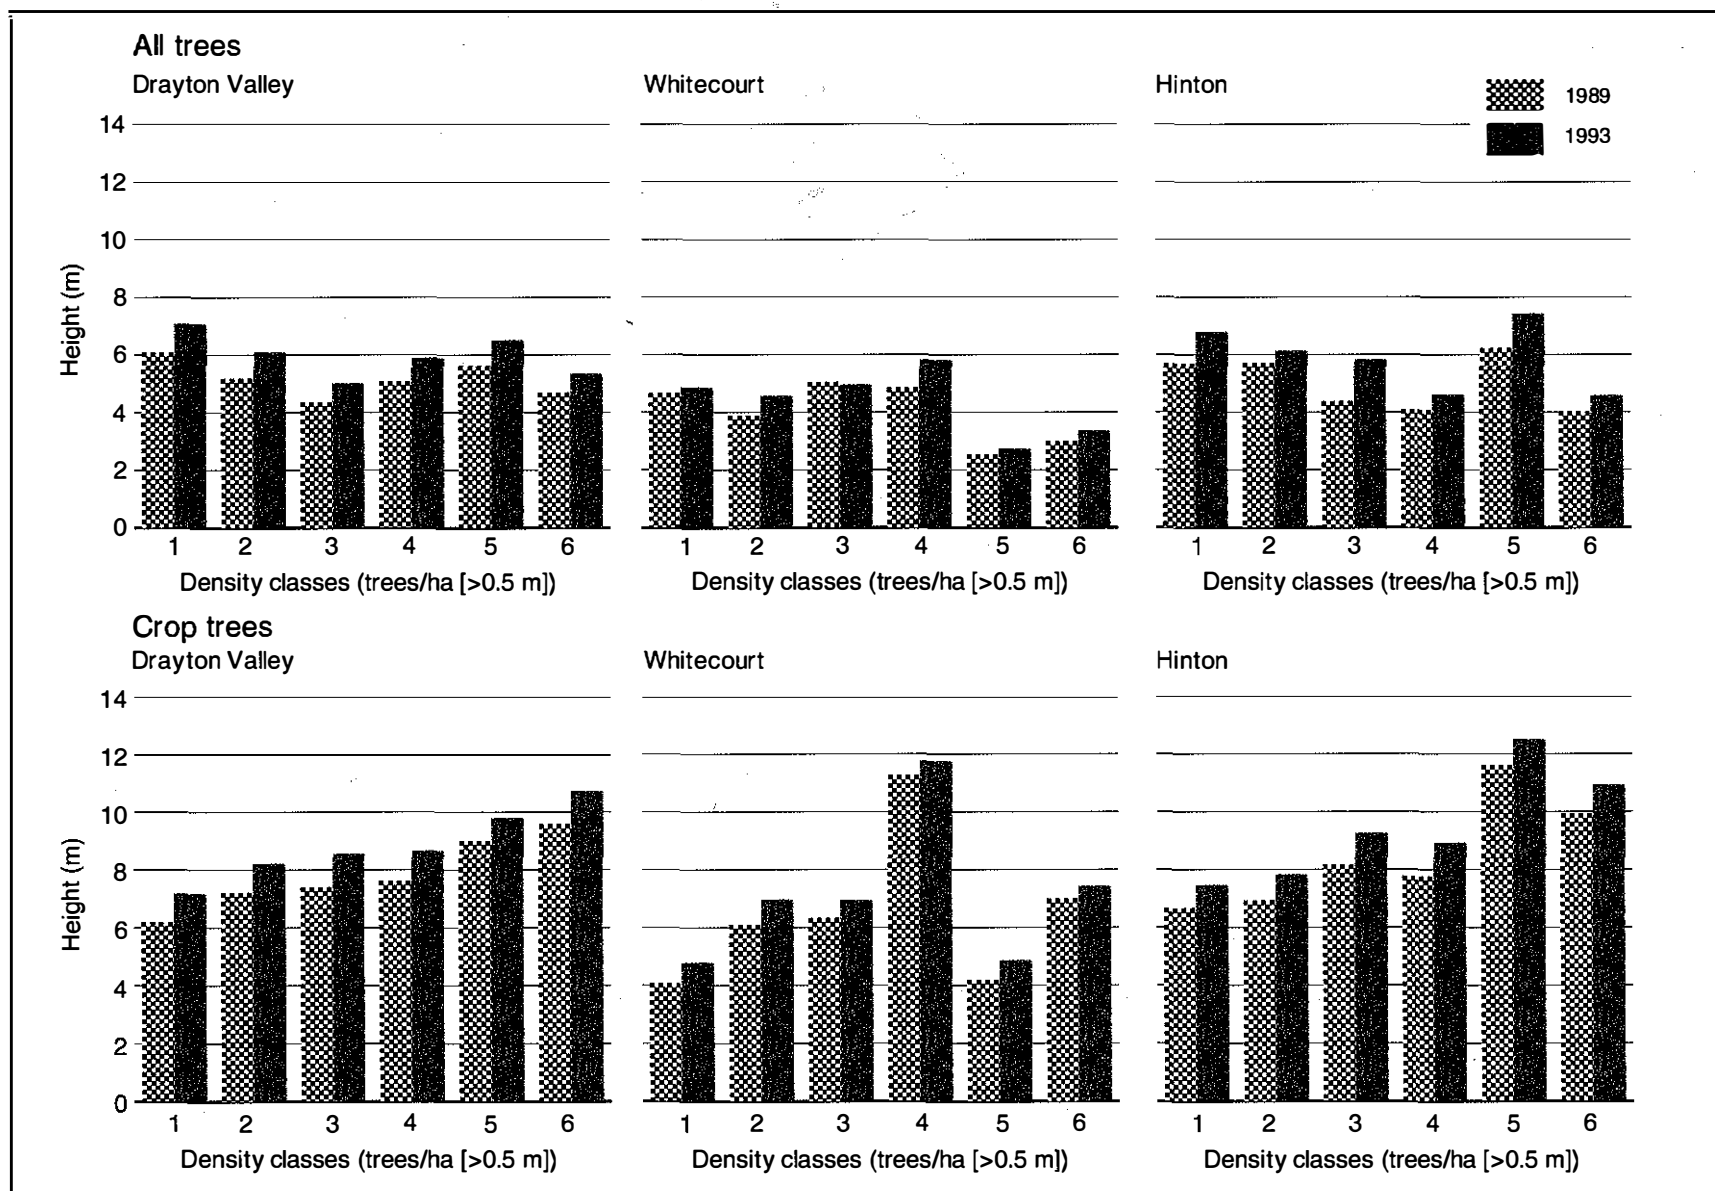 All trees
Drayton Valley
Whitecourt
Hinton
1989
1993
14
12
10
8
6
4
2
0
Height (m)
1 2 3 4 5 6
1 2 3 4 5 6
1 2 3 4 5 6
Density classes (trees/ha [>0.5 m])
Density classes (trees/ha [>0.5 m])
Density classes (trees/ha [>0.5 m])
Crop trees
Drayton Valley
Whitecourt
Hinton
14
12
10
8
6
4
2
0
Height (m)
1 2 3 4 5 6
1 2 3 4 5 6
1 2 3 4 5 6
Density classes (trees/ha [>0.5 m])
Density classes (trees/ha [>0.5 m])
Density classes (trees/ha [>0.5 m])